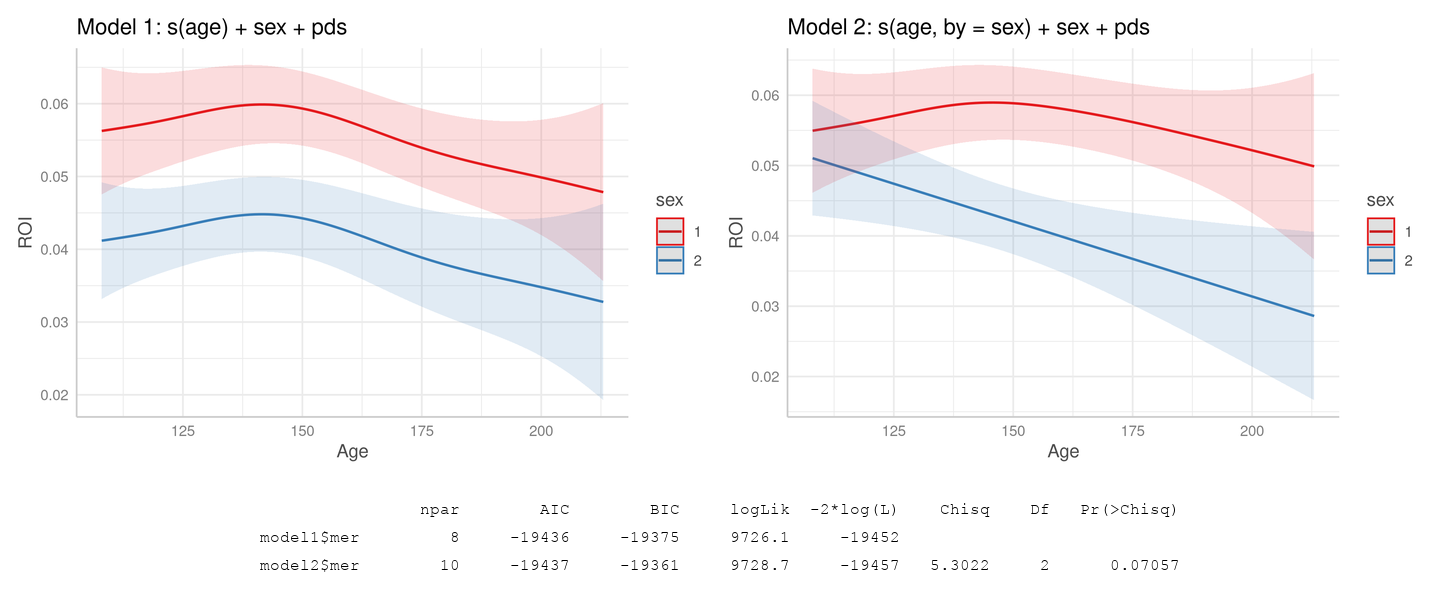 Model 1: s(age) + sex + pds
0.06
0.05
0.04
0.03
0.02
ROI
125 150 175 200
Age
sex
1
2
Model 2: s(age, by = sex) + sex + pds
0.06
0.05
0.04
0.03
0.02
ROI
125 150 175 200
Age
sex
1
2
npar AIC BIC logLik -2*log(L) Chisq Df Pr(>Chisq)
model1$mer 8 -19436 -19375 9726.1 -19452
model2$mer 10 -19437 -19361 9728.7 -19457 5.3022 2 0.07057